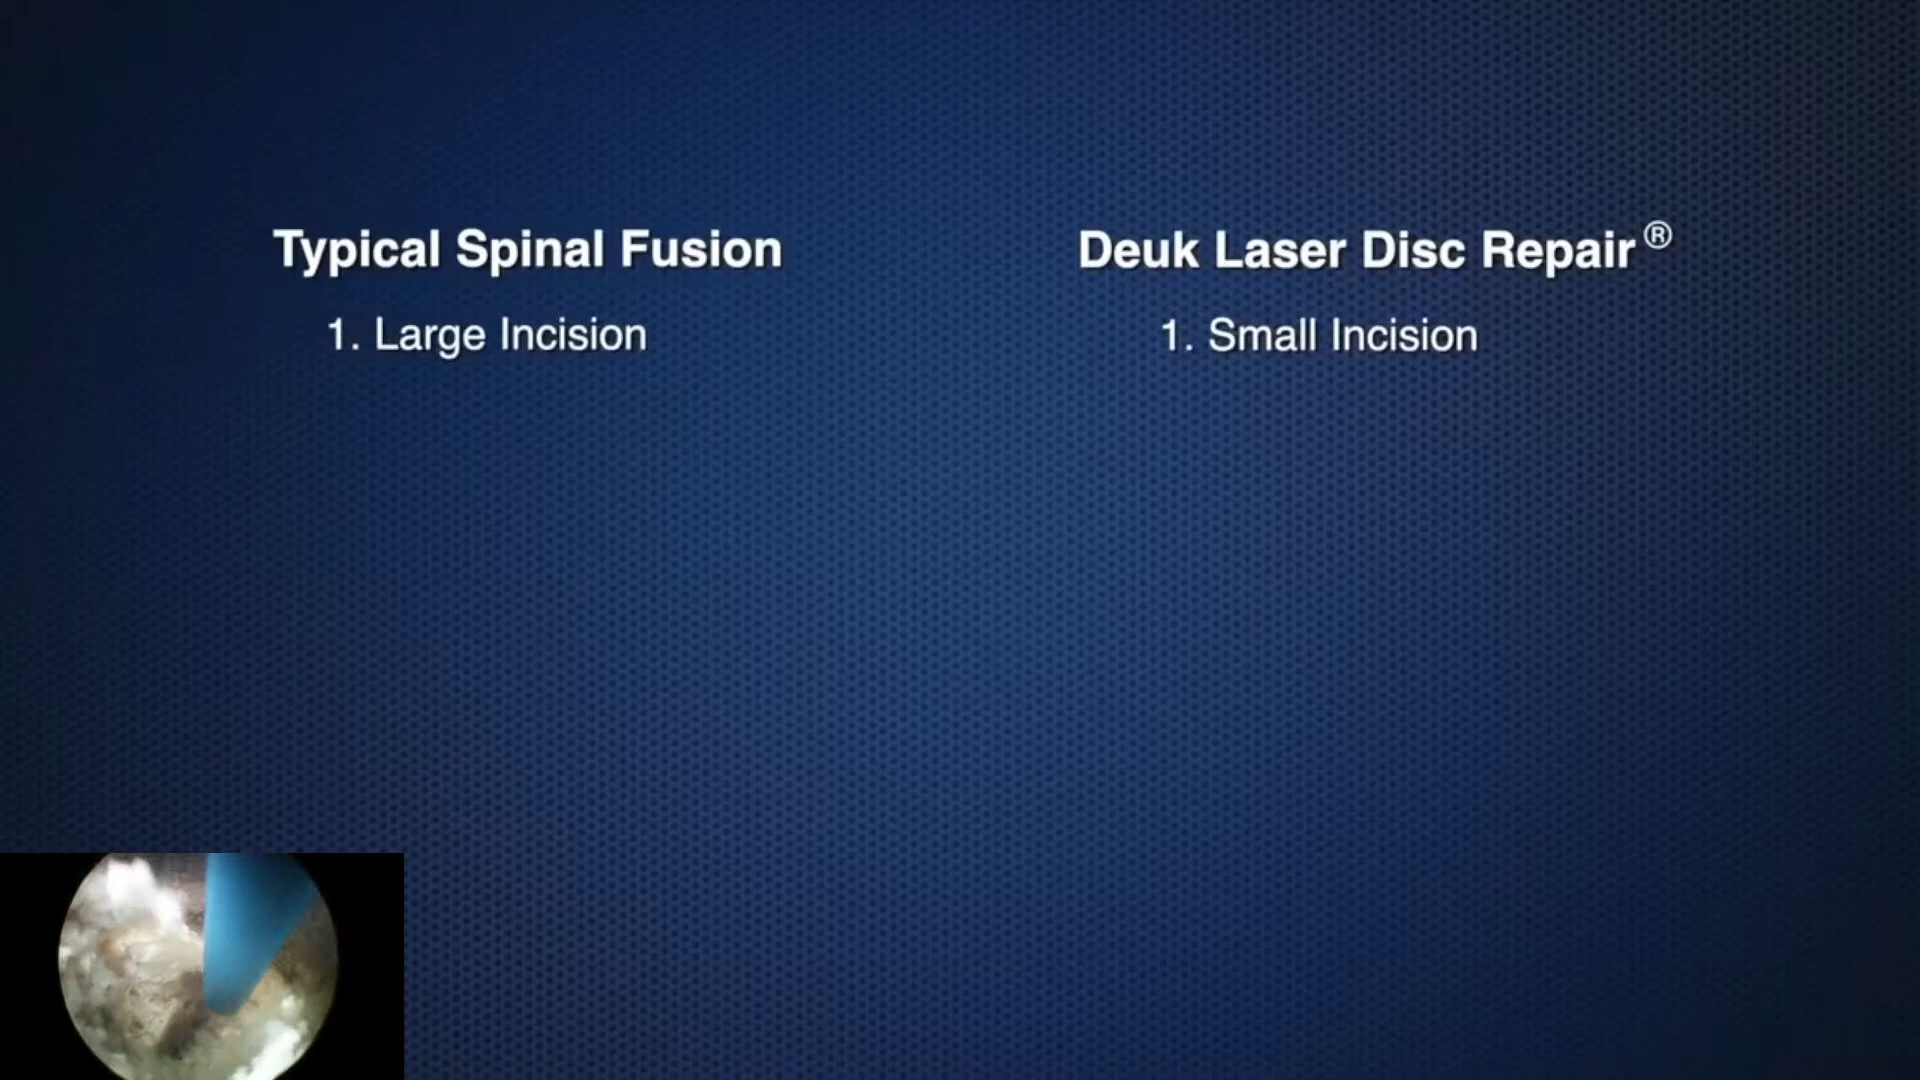 Typical Spinal Fusion
1. Large Incision
Deuk Laser Disc Repair®
1. Small Incision